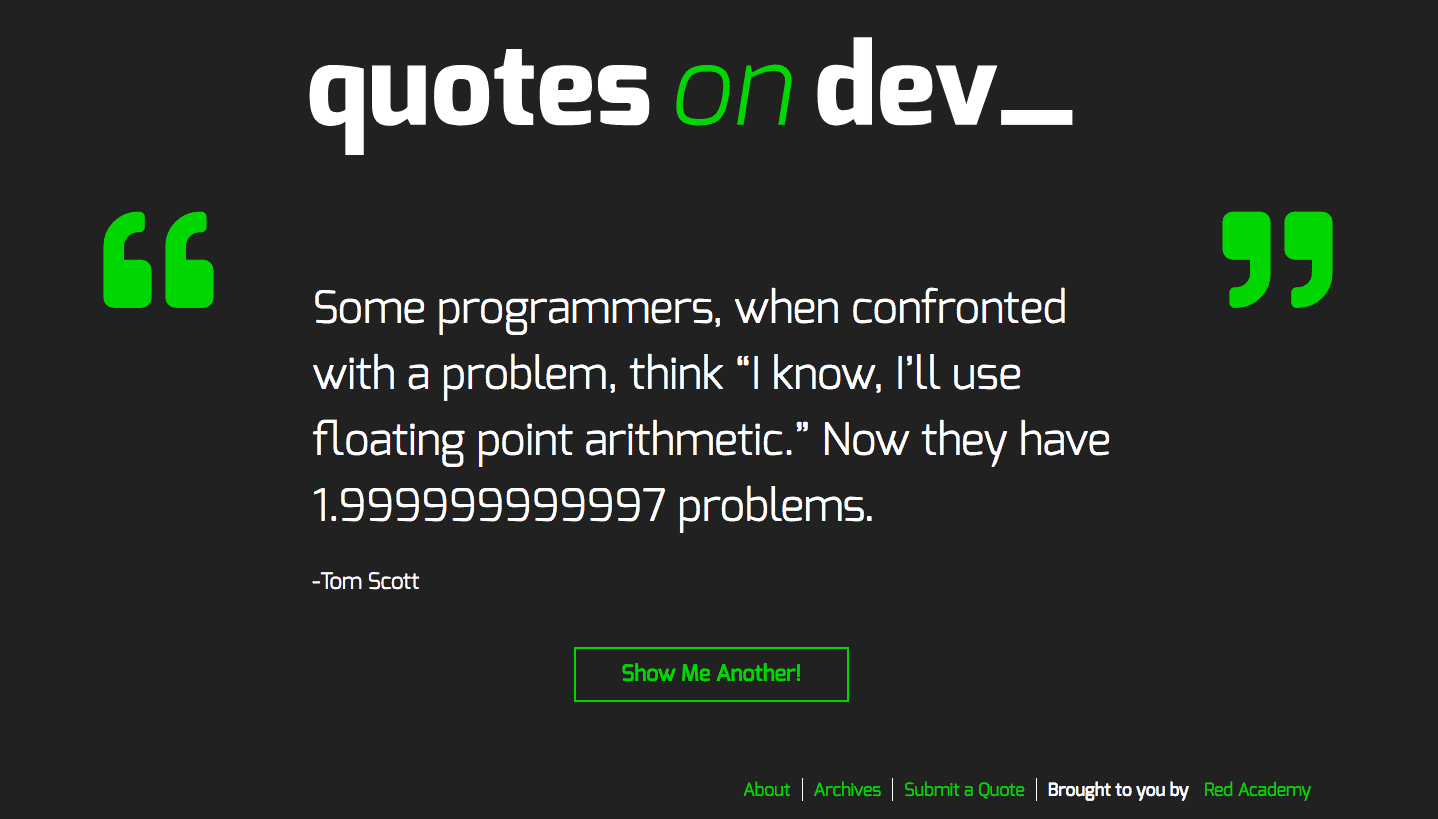 quotes on dev_
“ ”
Some programmers, when confronted
with a problem, think “I know, I’ll use
floating point arithmetic.” Now they have
1.999999999997 problems.
-Tom Scott
Show Me Another!
About | Archives | Submit a Quote | Brought to you by Red Academy